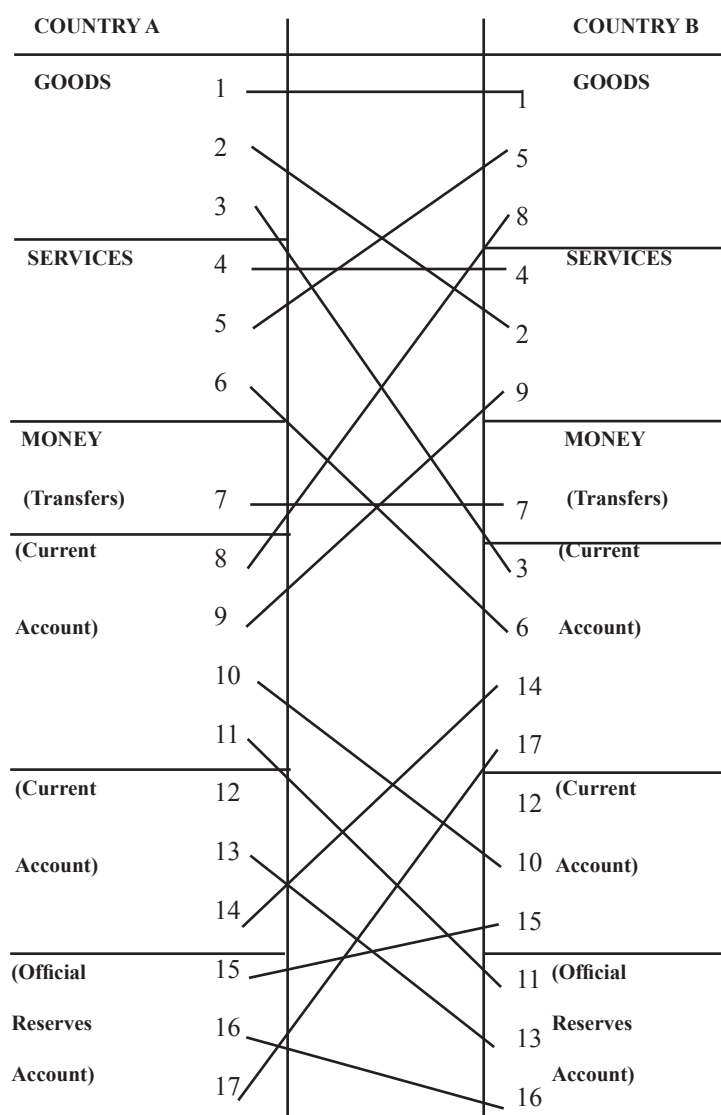 COUNTRY A COUNTRY B
GOODS 1 1 GOODS
2 5
3 8
SERVICES 4 4 SERVICES
5 2
6 9
MONEY MONEY
(Transfers) 7 7 (Transfers)
(Current 8 3 (Current
Account) 9 6 Account)
10 14
11 17
(Current 12 12 (Current
Account) 13 10 Account)
14 15
(Official 15 11 (Official
Reserves 16 13 Reserves
Account) 17 16 Account)